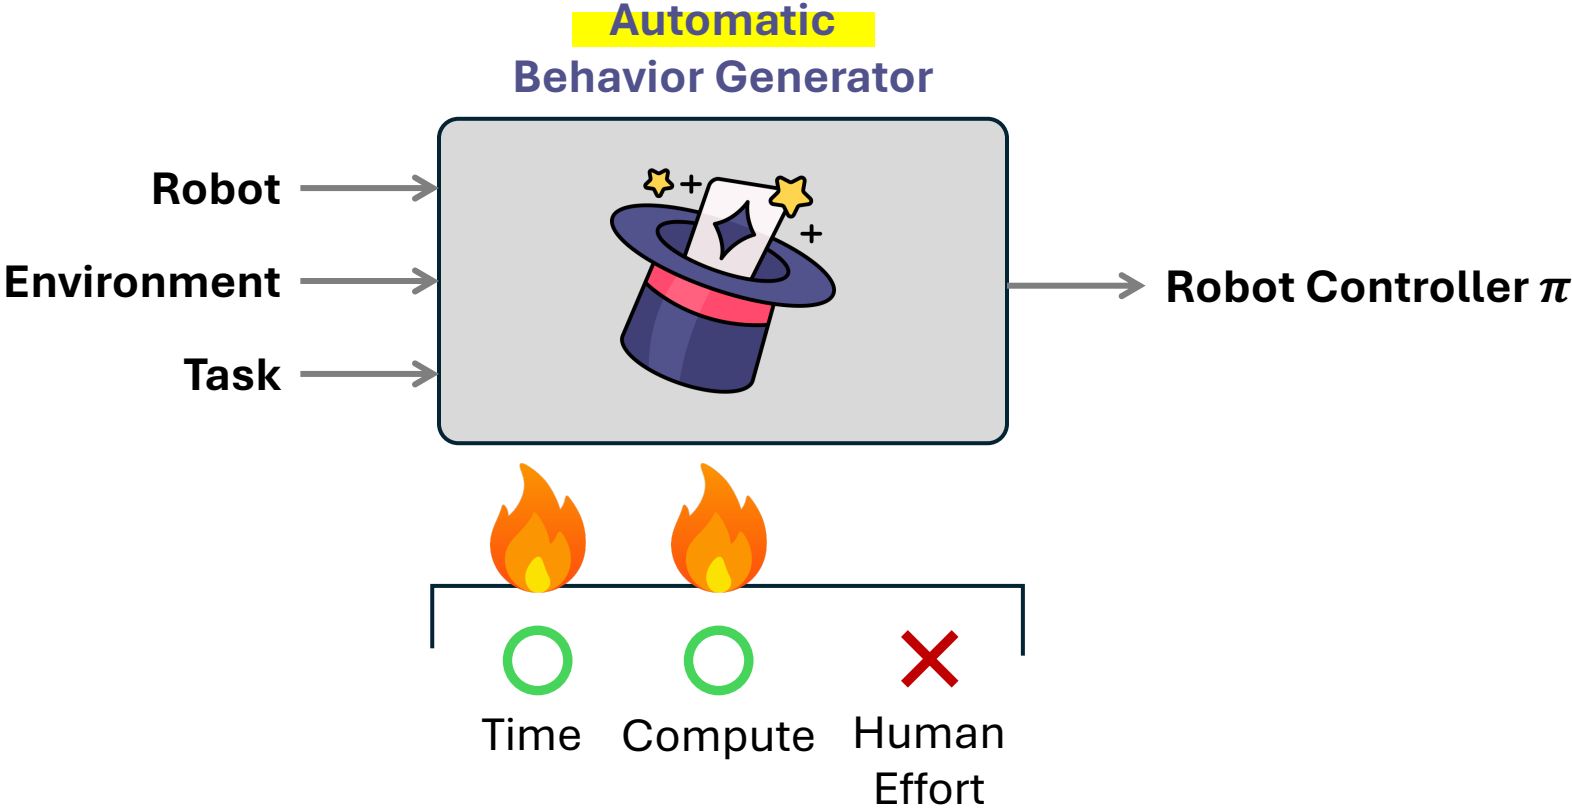 Automatic
Behavior Generator
Robot
Environment
Task
Robot Controller π
Time
Compute
Human
Effort